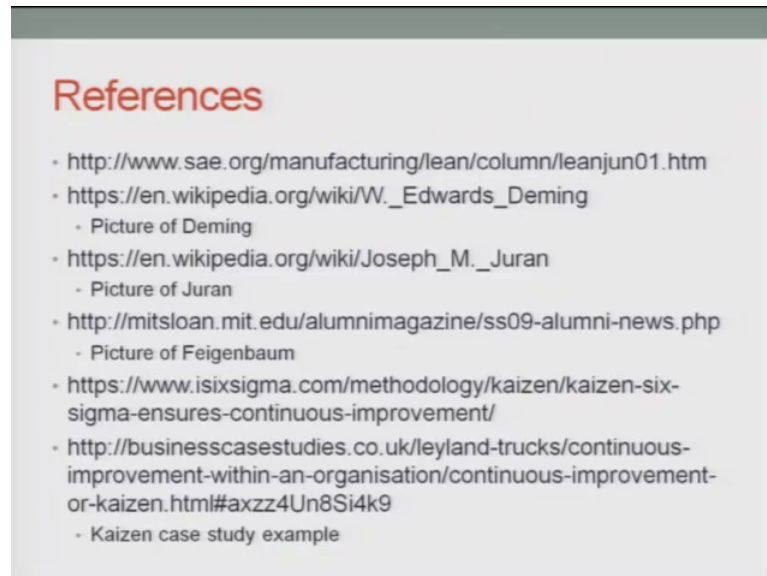 References
• http://www.sae.org/manufacturing/lean/column/leanjun01.htm
• https://en.wikipedia.org/wiki/W._Edwards_Deming
• Picture of Deming
• https://en.wikipedia.org/wiki/Joseph_M._Juran
• Picture of Juran
• http://mitsloan.mit.edu/alumnimagazine/ss09-alumni-news.php
• Picture of Feigenbaum
• https://www.isixsigma.com/methodology/kaizen/kaizen-six-
sigma-ensures-continuous-improvement/
• http://businesscasestudies.co.uk/leyland-trucks/continuous-
improvement-within-an-organisation/continuous-improvement-
or-kaizen.html#axzz4Un8Si4k9
• Kaizen case study example